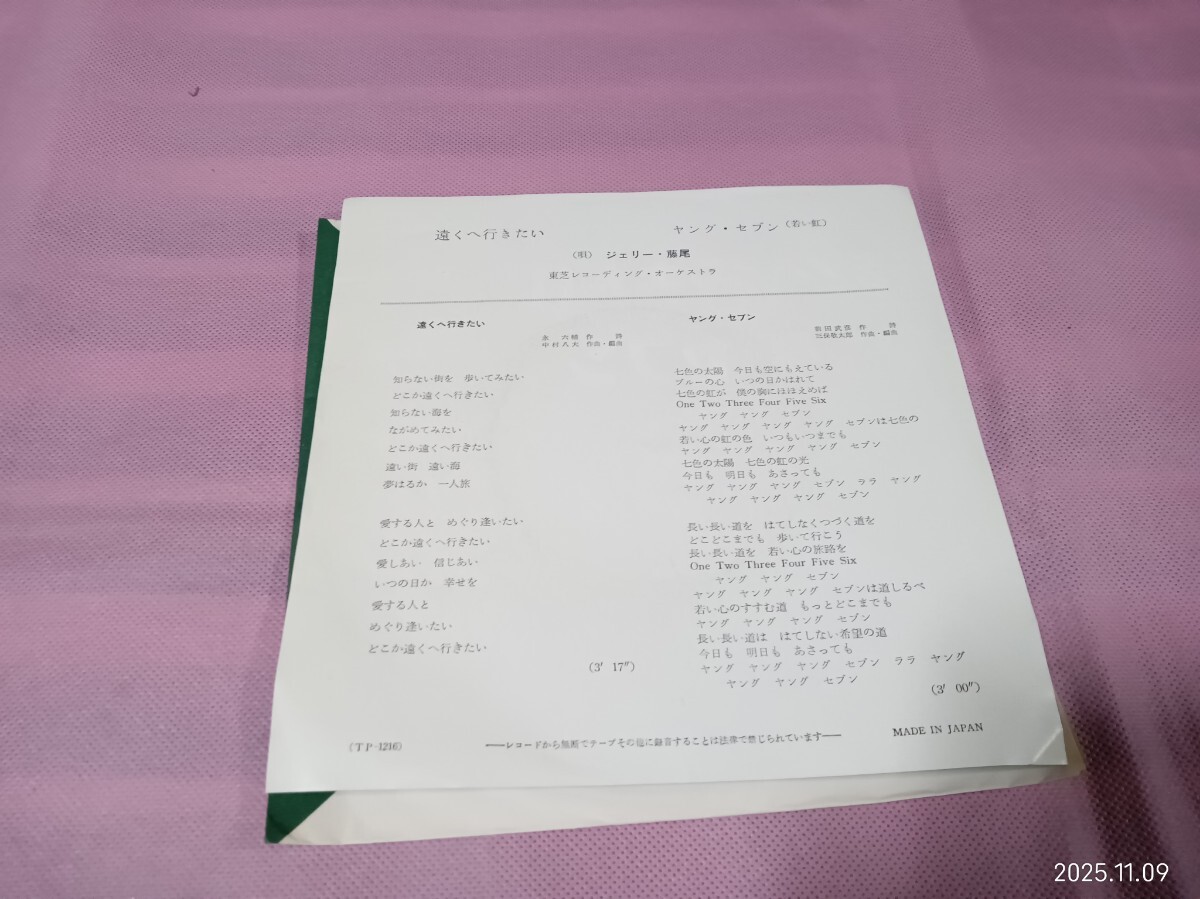 遠くへ行きたい
ヤング・セブン(若い虹)
(唄) ジェリー・藤尾
東芝レコーディング・オーケストラ
遠くへ行きたい
永六輔 作詩
中村八大 作曲・編曲
知らない街を 歩いてみたい
どこか遠くへ行きたい
知らない海を
ながめてみたい
どこか遠くへ行きたい
遠い街 遠い海
夢はるか 一人旅
愛する人と めぐり逢いたい
どこか遠くへ行きたい
愛しあい 信じあい
いつの日か 幸せを
愛する人と
めぐり逢いたい
どこか遠くへ行きたい
(3′ 17″)
ヤング・セブン
前田武彦 作詩
三保敬太郎 作曲・編曲
七色の太陽 今日も空にもえている
ブルーの心 いつの日かはれて
七色の虹が 僕の胸にほほえめば
One Two Three Four Five Six
ヤング ヤング セブン
ヤング ヤング ヤング ヤング セブンは七色の
若い心の虹の色 いつもいつまでも
ヤング ヤング ヤング ヤング セブン
七色の太陽 七色の虹の光
今日も 明日も あさっても
ヤング ヤング ヤング セブン ララ ヤング
ヤング ヤング ヤング セブン
長い長い道を はてしなくつづく道を
どこどこまでも 歩いて行こう
長い長い道を 若い心の旅路を
One Two Three Four Five Six
ヤング ヤング セブン
ヤング ヤング ヤング セブンは道しるべ
若い心のすすむ道 もっとどこまでも
ヤング ヤング ヤング セブン
長い長い道は はてしない希望の道
今日も 明日も あさっても
ヤング ヤング ヤング セブン ララ ヤング
ヤング ヤング セブン
(3′ 00″)
(TP-1216)
──レコードから無断でテープその他に録音することは法律で禁じられています──
MADE IN JAPAN
2025.11.09